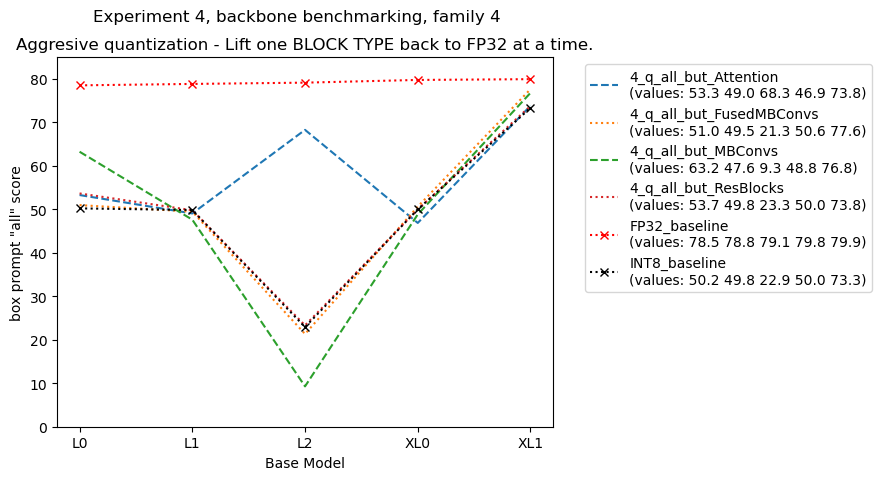 Experiment 4, backbone benchmarking, family 4
Aggresive quantization - Lift one BLOCK TYPE back to FP32 at a time.
80
70
60
50
40
30
20
10
0
box prompt "all" score
L0 L1 L2 XL0 XL1
Base Model
4_q_all_but_Attention
(values: 53.3 49.0 68.3 46.9 73.8)
4_q_all_but_FusedMBConvs
(values: 51.0 49.5 21.3 50.6 77.6)
4_q_all_but_MBConvs
(values: 63.2 47.6 9.3 48.8 76.8)
4_q_all_but_ResBlocks
(values: 53.7 49.8 23.3 50.0 73.8)
FP32_baseline
(values: 78.5 78.8 79.1 79.8 79.9)
INT8_baseline
(values: 50.2 49.8 22.9 50.0 73.3)